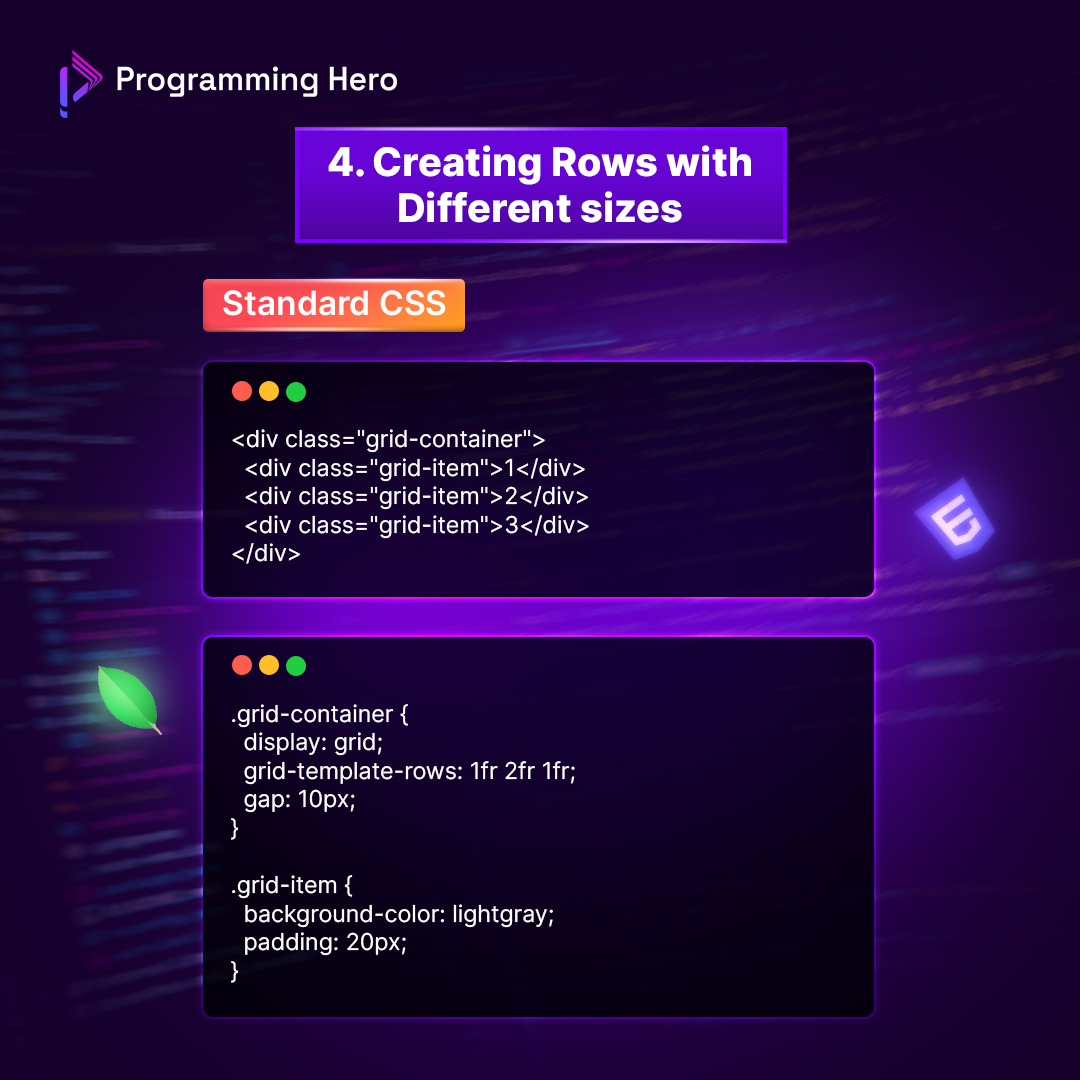 Programming Hero
4. Creating Rows with
Different sizes
Standard CSS
<div class="grid-container">
  <div class="grid-item">1</div>
  <div class="grid-item">2</div>
  <div class="grid-item">3</div>
</div>
.grid-container {
  display: grid;
  grid-template-rows: 1fr 2fr 1fr;
  gap: 10px;
}
.grid-item {
  background-color: lightgray;
  padding: 20px;
}